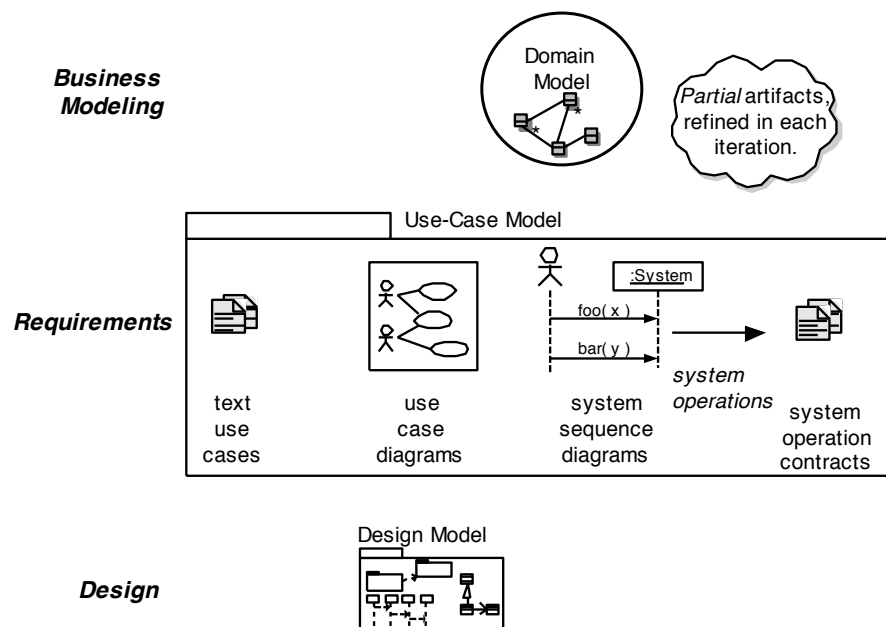 Business
Modeling
Domain
Model
*
*
Partial artifacts,
refined in each
iteration.
Use-Case Model
Requirements
:System
foo( x )
bar( y )
system
operations
text
use
cases
use
case
diagrams
system
sequence
diagrams
system
operation
contracts
Design Model
Design